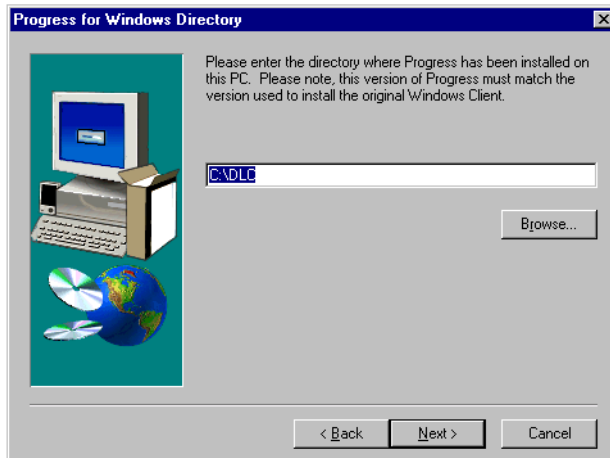 Progress for Windows Directory
Please enter the directory where Progress has been installed on
this PC. Please note, this version of Progress must match the
version used to install the original Windows Client.
C:\DLC
Browse...
< Back
Next >
Cancel